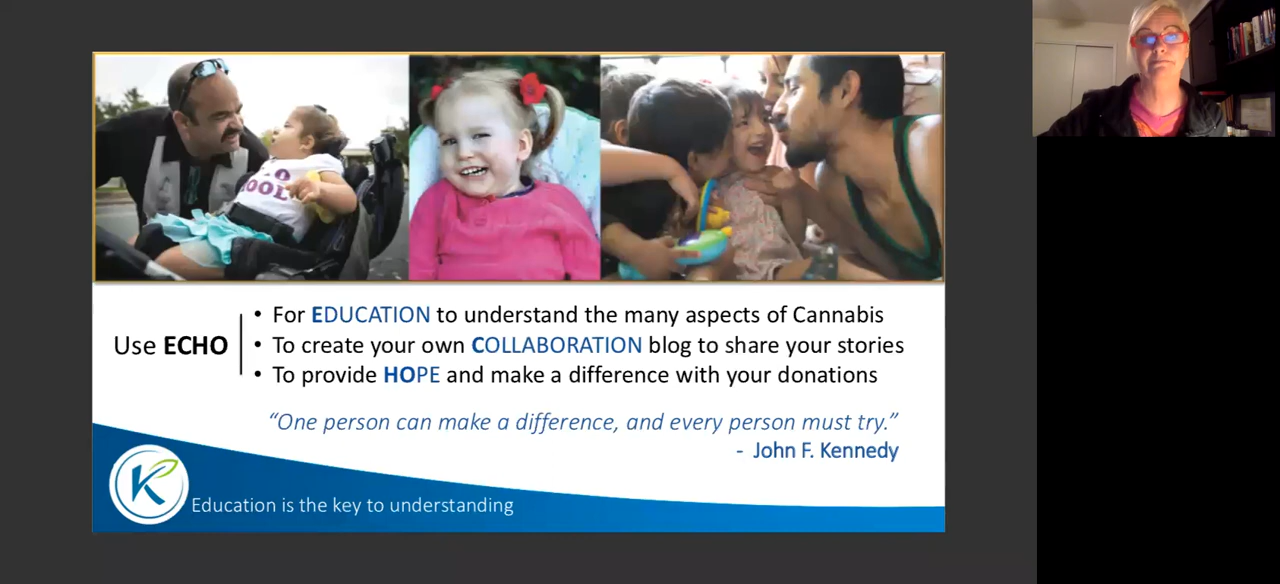 OOL
Use ECHO
• For EDUCATION to understand the many aspects of Cannabis
• To create your own COLLABORATION blog to share your stories
• To provide HOPE and make a difference with your donations
“One person can make a difference, and every person must try.”
- John F. Kennedy
K
Education is the key to understanding